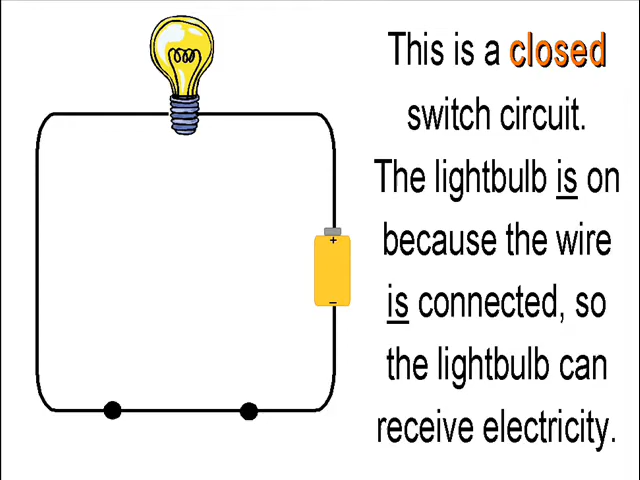 This is a closed
switch circuit.
The lightbulb is on
+
because the wire
is connected, so
−
the lightbulb can
receive electricity.